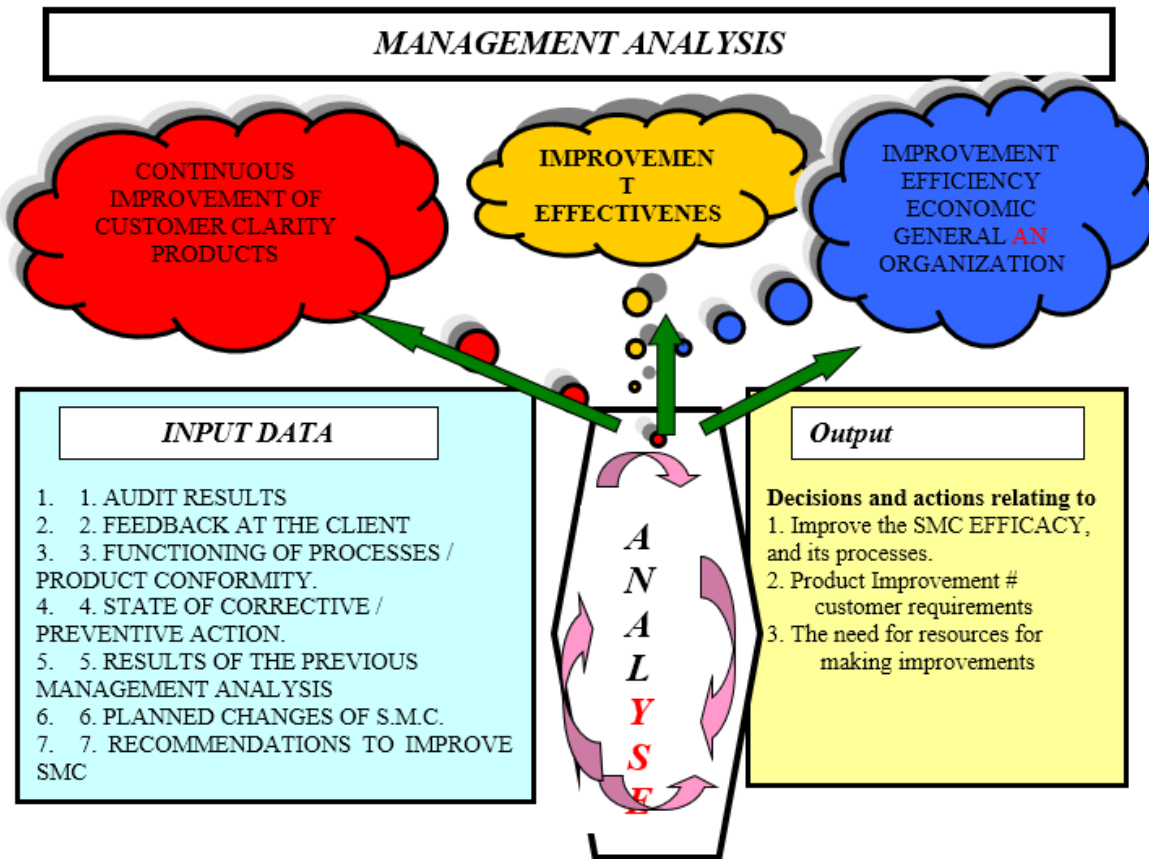 MANAGEMENT ANALYSIS
CONTINUOUS
IMPROVEMENT OF
CUSTOMER CLARITY
PRODUCTS
IMPROVEMEN
T
EFFECTIVENES
IMPROVEMENT
EFFICIENCY
ECONOMIC
GENERAL AN
ORGANIZATION
INPUT DATA
1. 1. AUDIT RESULTS
2. 2. FEEDBACK AT THE CLIENT
3. 3. FUNCTIONING OF PROCESSES /
PRODUCT CONFORMITY.
4. 4. STATE OF CORRECTIVE /
PREVENTIVE ACTION.
5. 5. RESULTS OF THE PREVIOUS
MANAGEMENT ANALYSIS
6. 6. PLANNED CHANGES OF S.M.C.
7. 7. RECOMMENDATIONS TO IMPROVE
SMC
A
N
A
L
Y
S
E
Output
Decisions and actions relating to
1. Improve the SMC EFFICACY,
and its processes.
2. Product Improvement #
customer requirements
3. The need for resources for
making improvements